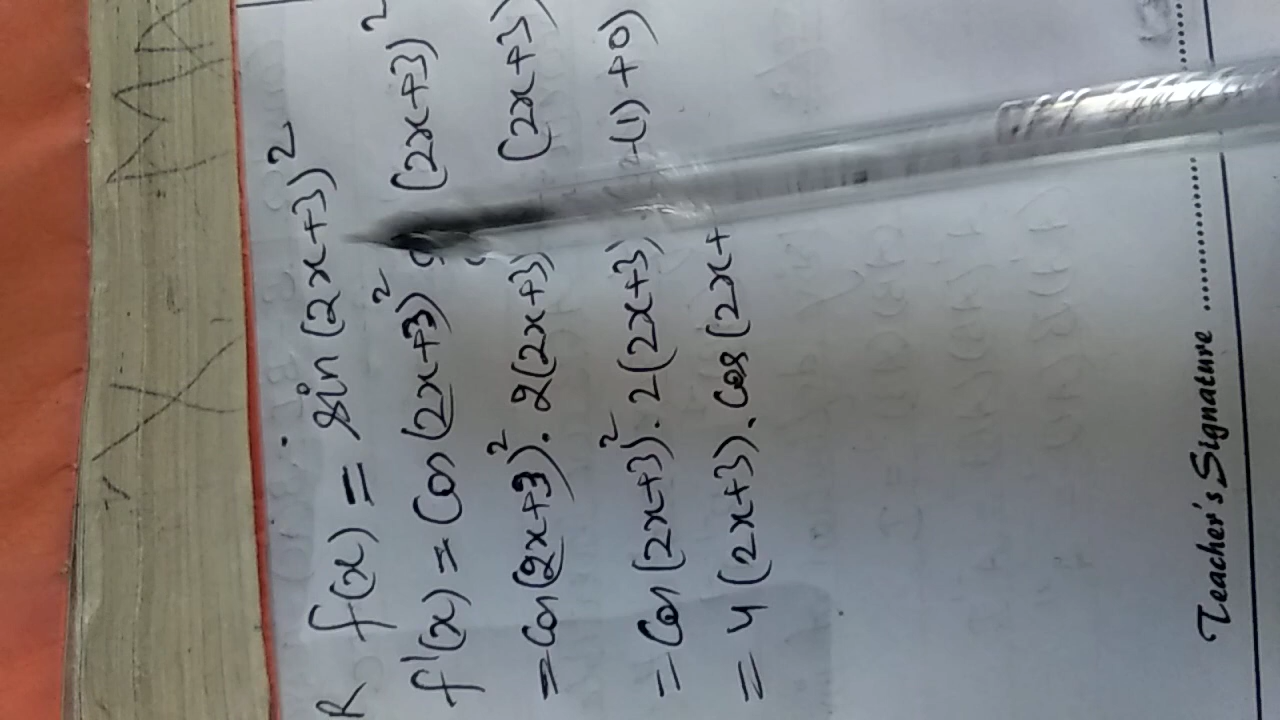 R f(x) = sin(2x+3)²
f'(x) = Cos(2x+3)² (2x+3)²
= Cos(2x+3)². 2(2x+3) (2x+3)
= Cos(2x+3)². 2(2x+3). (1)+0)
= 4(2x+3). Cos(2x+
Teacher's Signature ..................